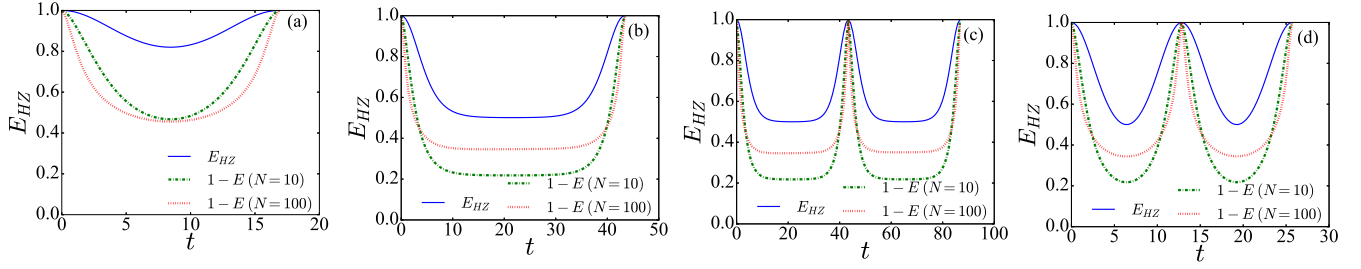 (a)
1.0
0.8
0.6
0.4
0.2
0.0
E_{HZ}
E_{HZ}
1−E (N=10)
1−E (N=100)
0 5 10 15 20
t
(b)
1.0
0.8
0.6
0.4
0.2
0.0
E_{HZ}
1−E (N=10)
E_{HZ} 1−E (N=100)
0 10 20 30 40 50
t
(c)
1.0
0.8
0.6
0.4
0.2
0.0
E_{HZ}
1−E (N=10)
E_{HZ} 1−E (N=100)
0 20 40 60 80 100
t
(d)
1.0
0.8
0.6
0.4
0.2
0.0
E_{HZ}
1−E (N=10)
E_{HZ} 1−E (N=100)
0 5 10 15 20 25 30
t